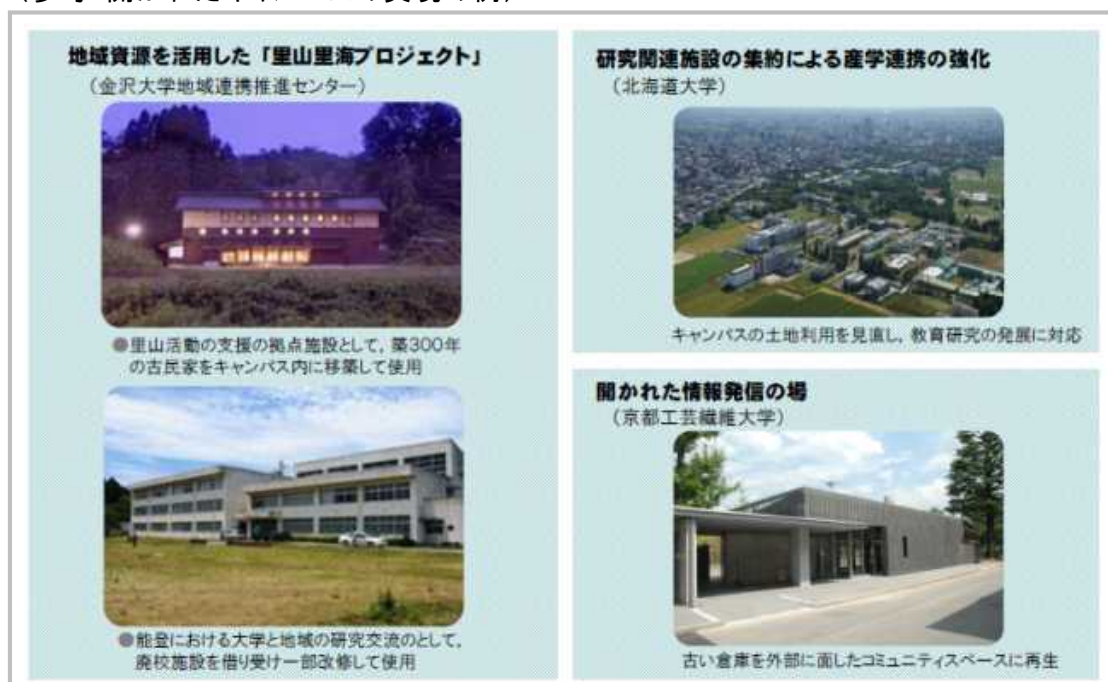 地域資源を活用した「里山里海プロジェクト」
（金沢大学地域連携推進センター）
●里山活動の支援の拠点施設として，築300年
の古民家をキャンパス内に移築して使用
●能登における大学と地域の研究交流のとして，
廃校施設を借り受け一部改修して使用
研究関連施設の集約による産学連携の強化
（北海道大学）
キャンパスの土地利用を見直し，教育研究の発展に対応
開かれた情報発信の場
（京都工芸繊維大学）
古い倉庫を外部に面したコミュニティスペースに再生